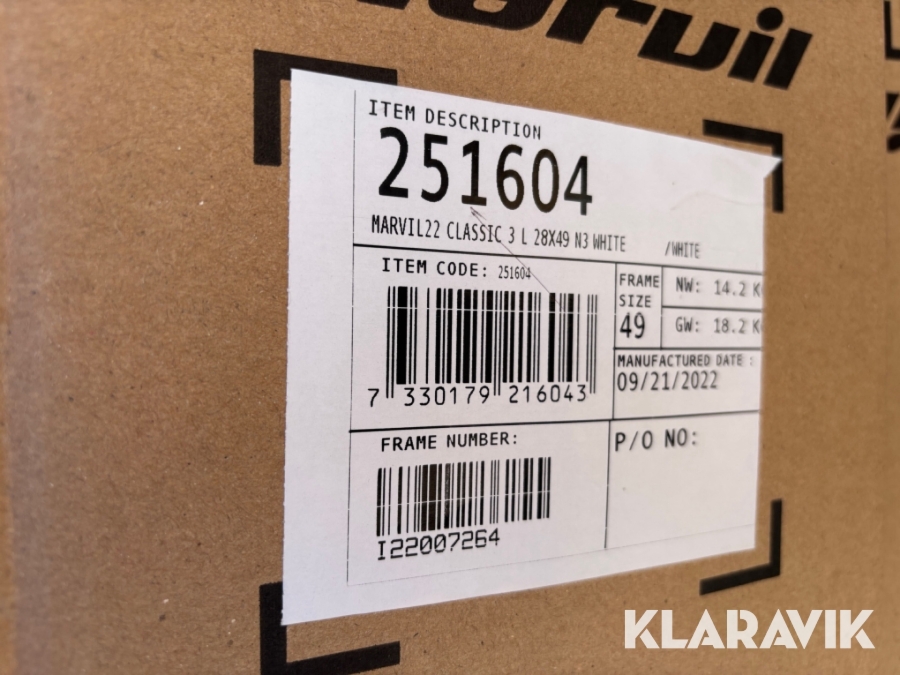 ITEM DESCRIPTION
251604
MARVIL22 CLASSIC 3 L 28X49 N3 WHITE /WHITE
ITEM CODE: 251604
FRAME
SIZE
49
NW: 14.2 K
GW: 18.2 K
MANUFACTURED DATE :
09/21/2022
7 330179 216043
FRAME NUMBER:
I22007264
P/O NO:
KLARAVIK